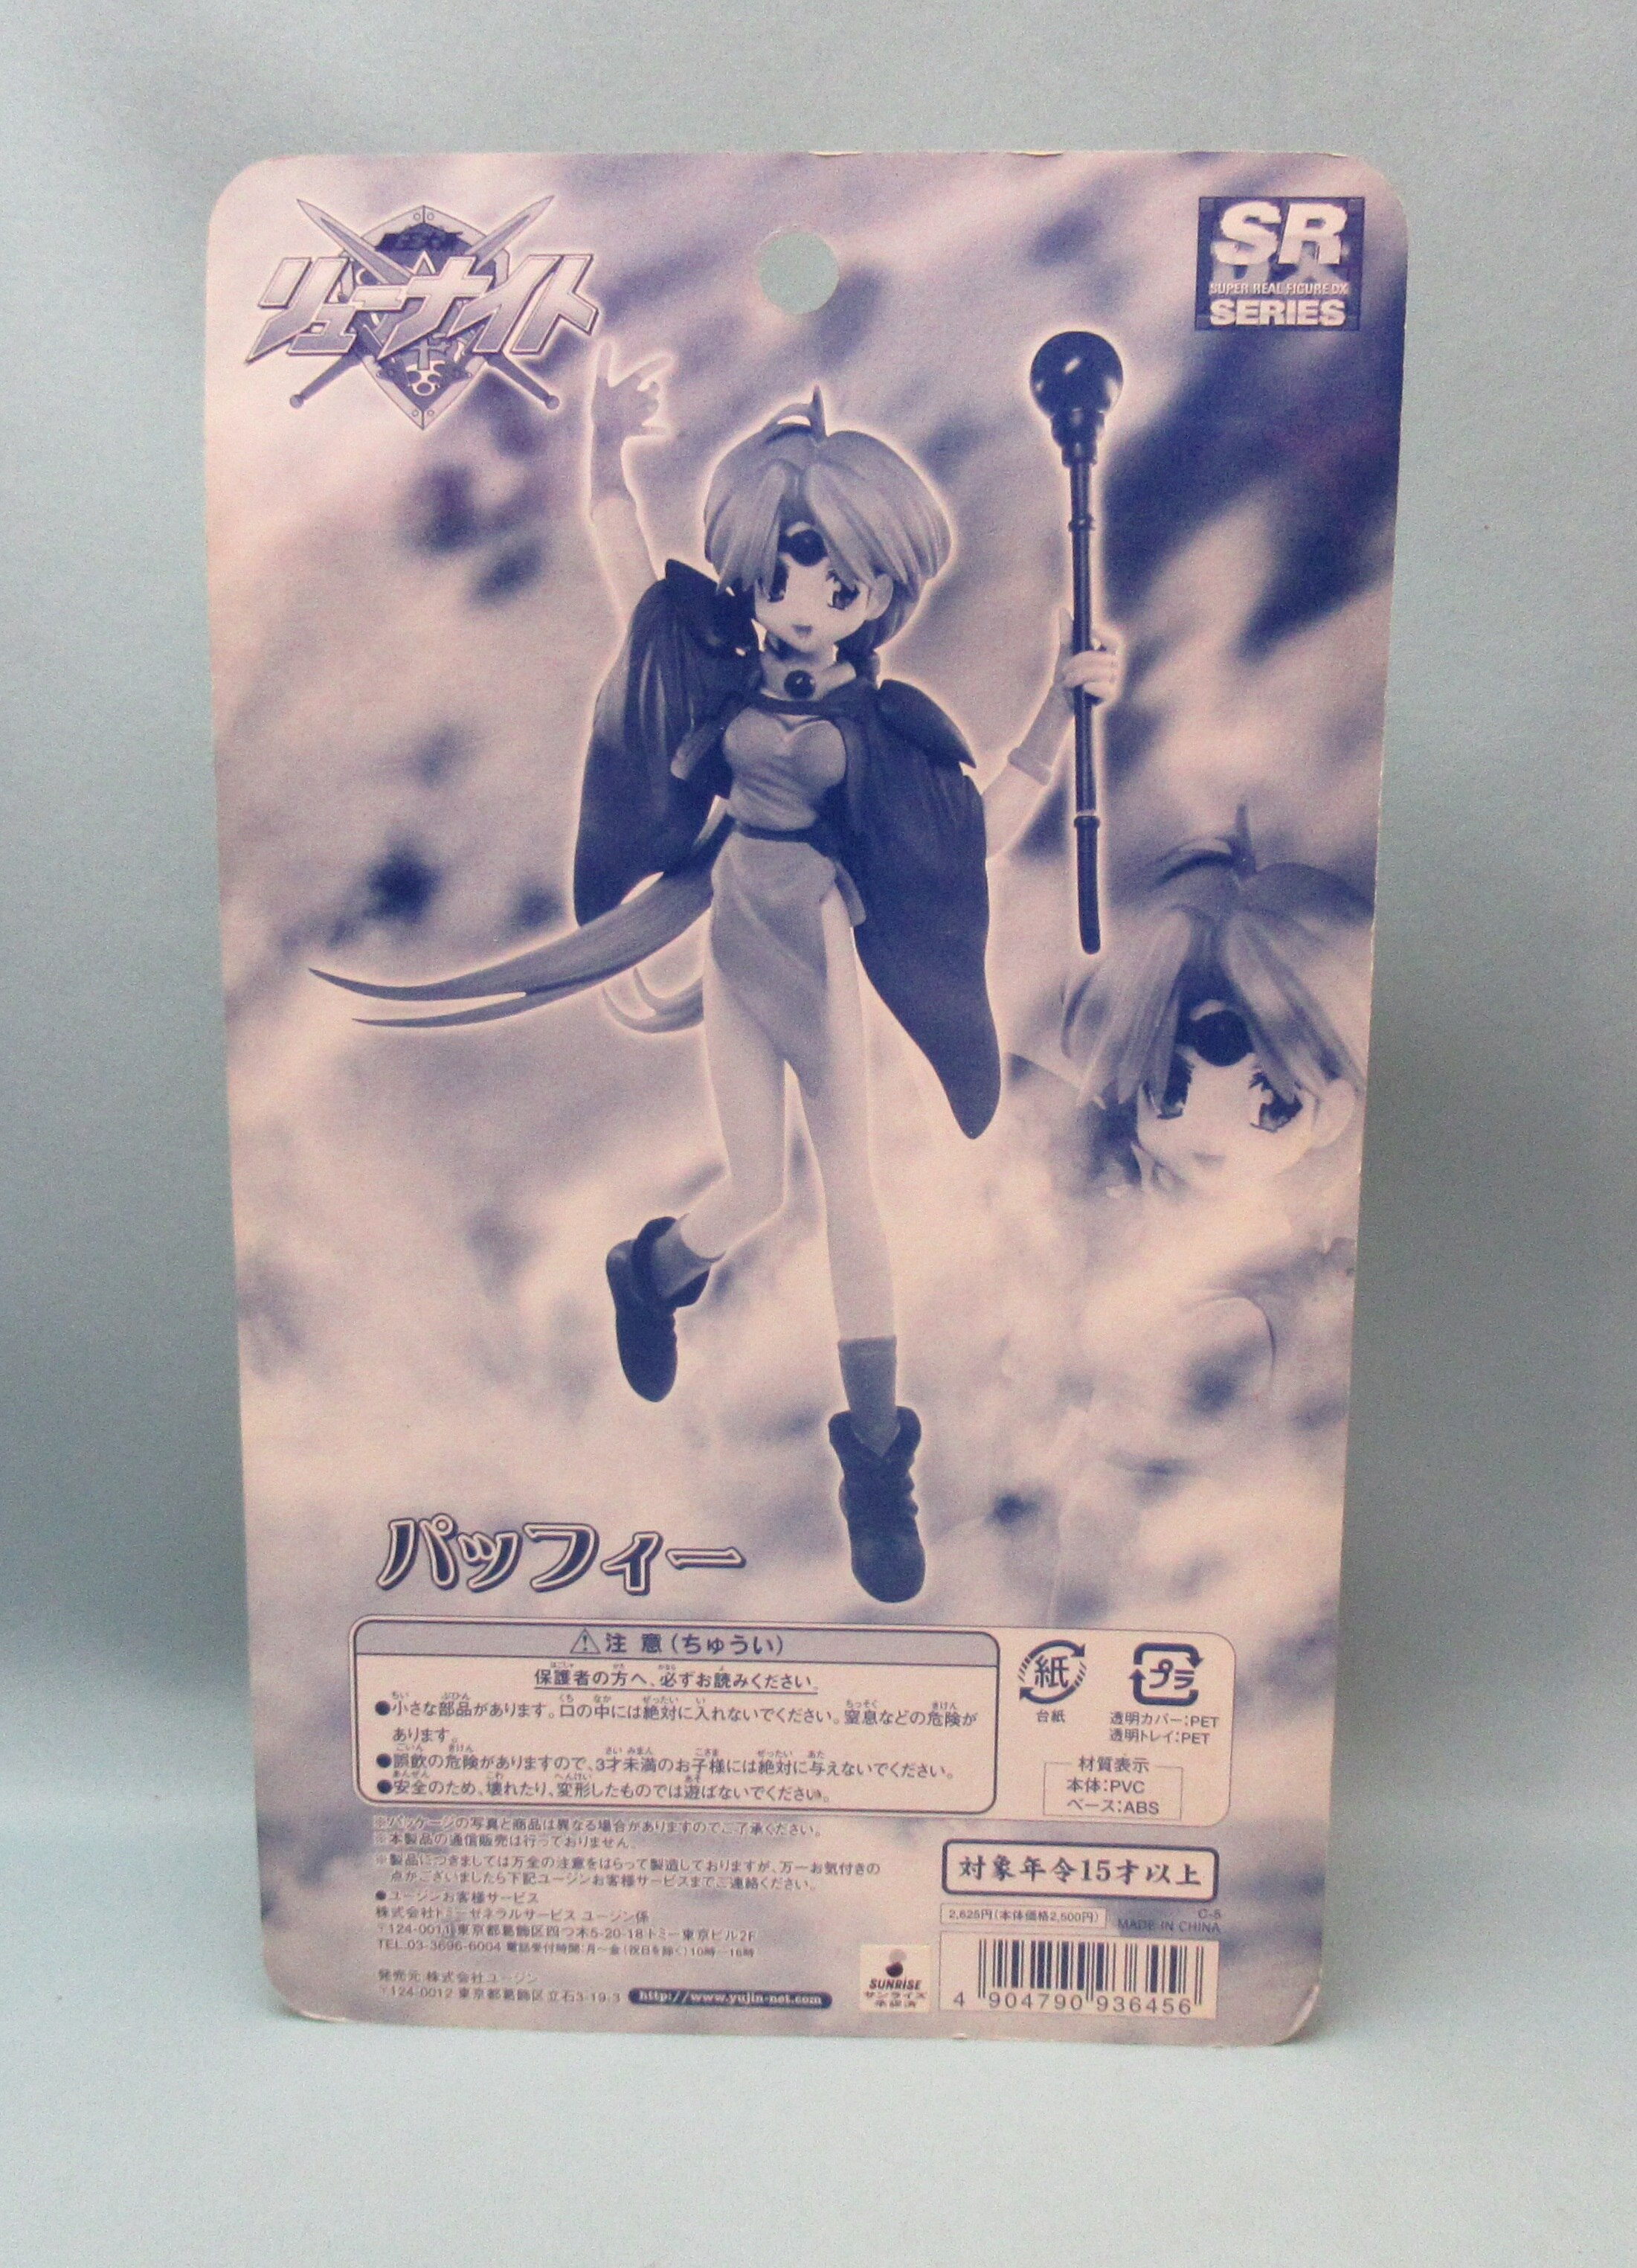 リューナイト
SR
DX
SUPER REAL FIGURE DX
SERIES
パッフィー
注意(ちゅうい)
保護者の方へ、必ずお読みください。
●小さな部品があります。口の中には絶対に入れないでください。窒息などの危険が
あります。
●誤飲の危険がありますので、3才未満のお子様には絶対に与えないでください。
●安全のため、壊れたり、変形したものでは遊ばないでください。
紙
台紙
プラ
透明カバー:PET
透明トレイ:PET
材質表示
本体:PVC
ベース:ABS
※パッケージの写真と商品は異なる場合がありますのでご了承ください。
※本製品の通信販売は行っておりません。
※製品につきましては万全の注意をはらって製造しておりますが、万一お気付きの
点がございましたら下記ユージンお客様サービスまでご連絡ください。
●ユージンお客様サービス
株式会社トミーゼネラルサービス ユージン係
〒124-0011 東京都葛飾区四つ木5-20-18トミー東京ビル2F
TEL.03-3696-6004 電話受付時間:月〜金(祝日を除く)10時〜16時
発売元 株式会社ユージン
〒124-0012 東京都葛飾区立石3-19-3
http://www.yujin-net.com
対象年令15才以上
2,625円(本体価格2,500円)
C-5
MADE IN CHINA
SUNRISE
サンライズ
承認済
4 904790 936456